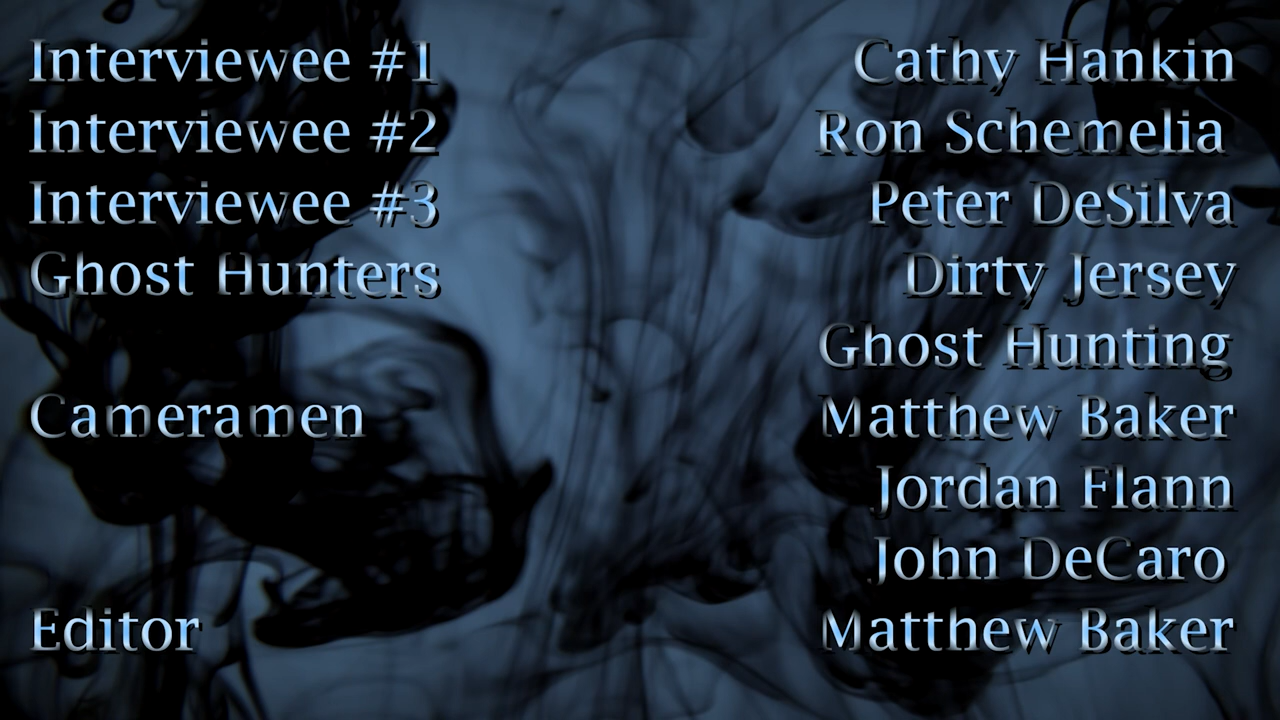 Interviewee #1 Cathy Hankin
Interviewee #2 Ron Schemelia
Interviewee #3 Peter DeSilva
Ghost Hunters Dirty Jersey
Ghost Hunting
Cameramen Matthew Baker
Jordan Flann
John DeCaro
Editor Matthew Baker